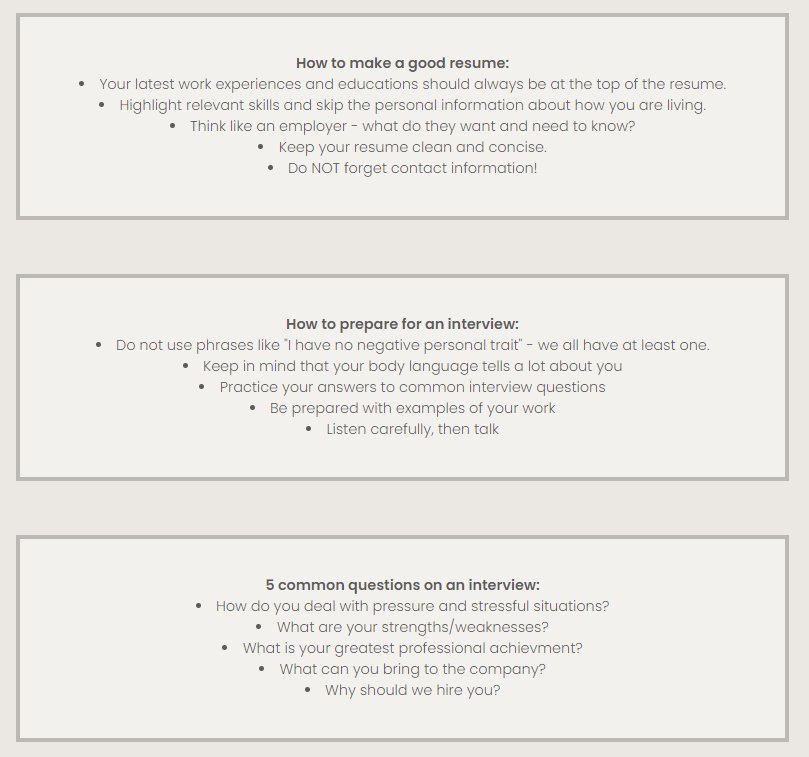 How to make a good resume:
• Your latest work experiences and educations should always be at the top of the resume.
• Highlight relevant skills and skip the personal information about how you are living.
• Think like an employer - what do they want and need to know?
• Keep your resume clean and concise.
• Do NOT forget contact information!
How to prepare for an interview:
• Do not use phrases like "I have no negative personal trait" - we all have at least one.
• Keep in mind that your body language tells a lot about you
• Practice your answers to common interview questions
• Be prepared with examples of your work
• Listen carefully, then talk
5 common questions on an interview:
• How do you deal with pressure and stressful situations?
• What are your strengths/weaknesses?
• What is your greatest professional achievment?
• What can you bring to the company?
• Why should we hire you?